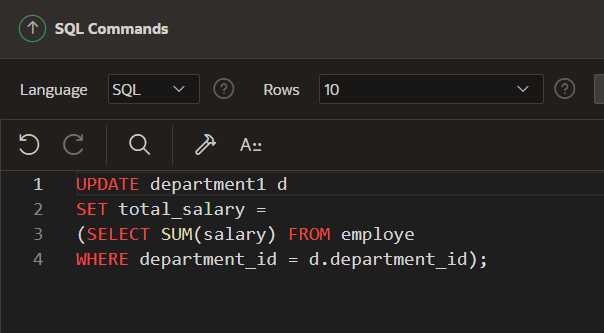 SQL Commands
Language SQL Rows 10
A
1 UPDATE department1 d
2 SET total_salary =
3 (SELECT SUM(salary) FROM employe
4 WHERE department_id = d.department_id);